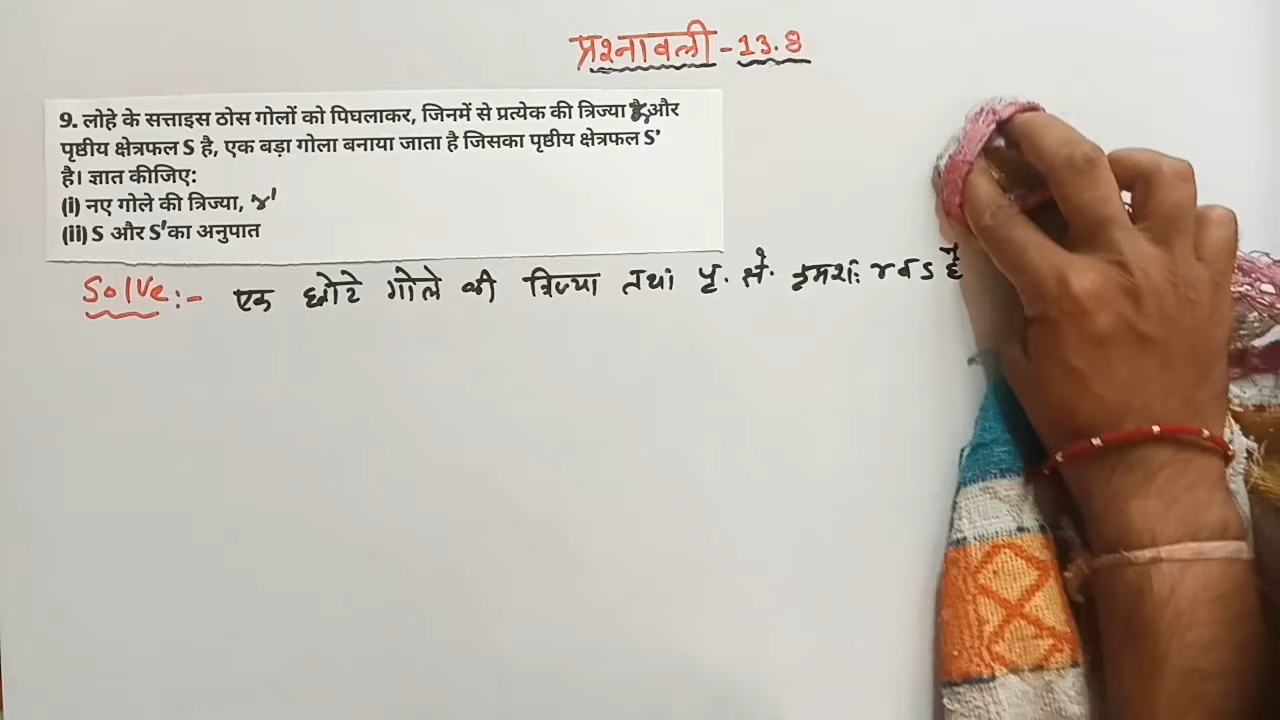 प्रश्नावली - 13.8
9. लोहे के सत्ताइस ठोस गोलों को पिघलाकर, जिनमें से प्रत्येक की त्रिज्या है, और
पृष्ठीय क्षेत्रफल S है, एक बड़ा गोला बनाया जाता है जिसका पृष्ठीय क्षेत्रफल S'
है। ज्ञात कीजिए:
(i) नए गोले की त्रिज्या, r'
(ii) S और S' का अनुपात
Solve:- एक छोटे गोले की त्रिज्या तथा पृ. क्षे. क्रमशः r व S है